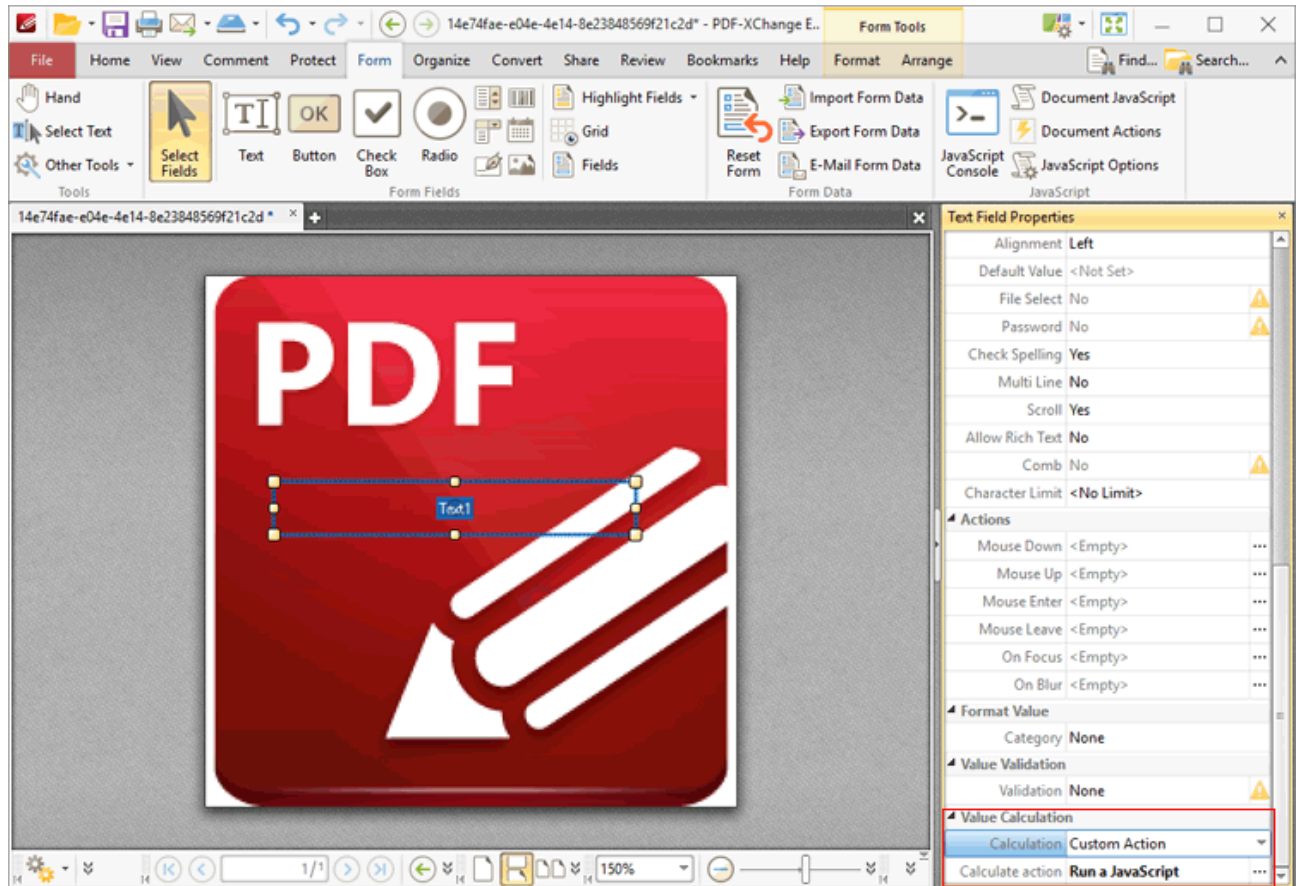 14e74fae-e04e-4e14-8e23848569f21c2d* - PDF-XChange E.. Form Tools
File Home View Comment Protect Form Organize Convert Share Review Bookmarks Help Format Arrange Find... Search...
Hand
Select Text
Other Tools
Tools
Select Fields
Text
OK
Button
Check Box
Radio
Highlight Fields
Grid
Fields
Form Fields
Reset Form
Import Form Data
Export Form Data
E-Mail Form Data
Form Data
JavaScript Console
Document JavaScript
Document Actions
JavaScript Options
JavaScript
14e74fae-e04e-4e14-8e23848569f21c2d *
PDF
Text1
Text Field Properties
Alignment Left
Default Value <Not Set>
File Select No
Password No
Check Spelling Yes
Multi Line No
Scroll Yes
Allow Rich Text No
Comb No
Character Limit <No Limit>
Actions
Mouse Down <Empty> ...
Mouse Up <Empty> ...
Mouse Enter <Empty> ...
Mouse Leave <Empty> ...
On Focus <Empty> ...
On Blur <Empty> ...
Format Value
Category None
Value Validation
Validation None
Value Calculation
Calculation Custom Action
Calculate action Run a JavaScript ...
1/1
150%